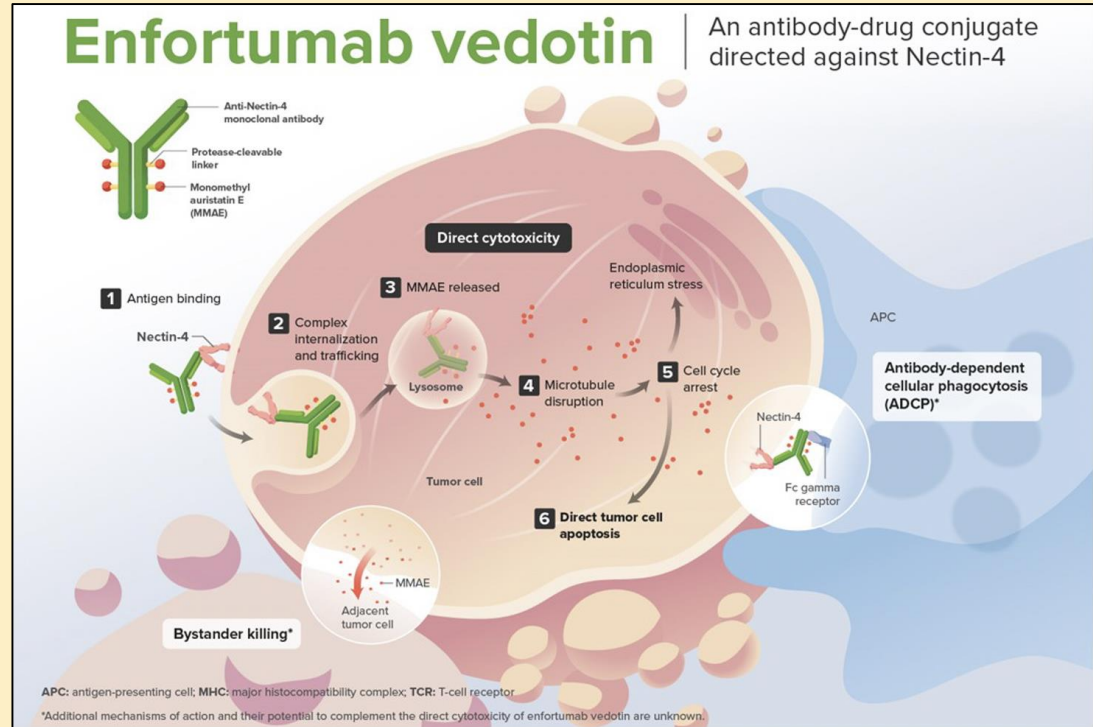 Enfortumab vedotin
An antibody-drug conjugate
directed against Nectin-4
Anti-Nectin-4
monoclonal antibody
Protease-cleavable
linker
Monomethyl
auristatin E
(MMAE)
Direct cytotoxicity
1 Antigen binding
Nectin-4
2 Complex
internalization
and trafficking
3 MMAE released
Lysosome
4 Microtubule
disruption
5 Cell cycle
arrest
Endoplasmic
reticulum stress
6 Direct tumor cell
apoptosis
Tumor cell
APC
Antibody-dependent
cellular phagocytosis
(ADCP)*
Nectin-4
Fc gamma
receptor
MMAE
Adjacent
tumor cell
Bystander killing*
APC: antigen-presenting cell; MHC: major histocompatibility complex; TCR: T-cell receptor
*Additional mechanisms of action and their potential to complement the direct cytotoxicity of enfortumab vedotin are unknown.